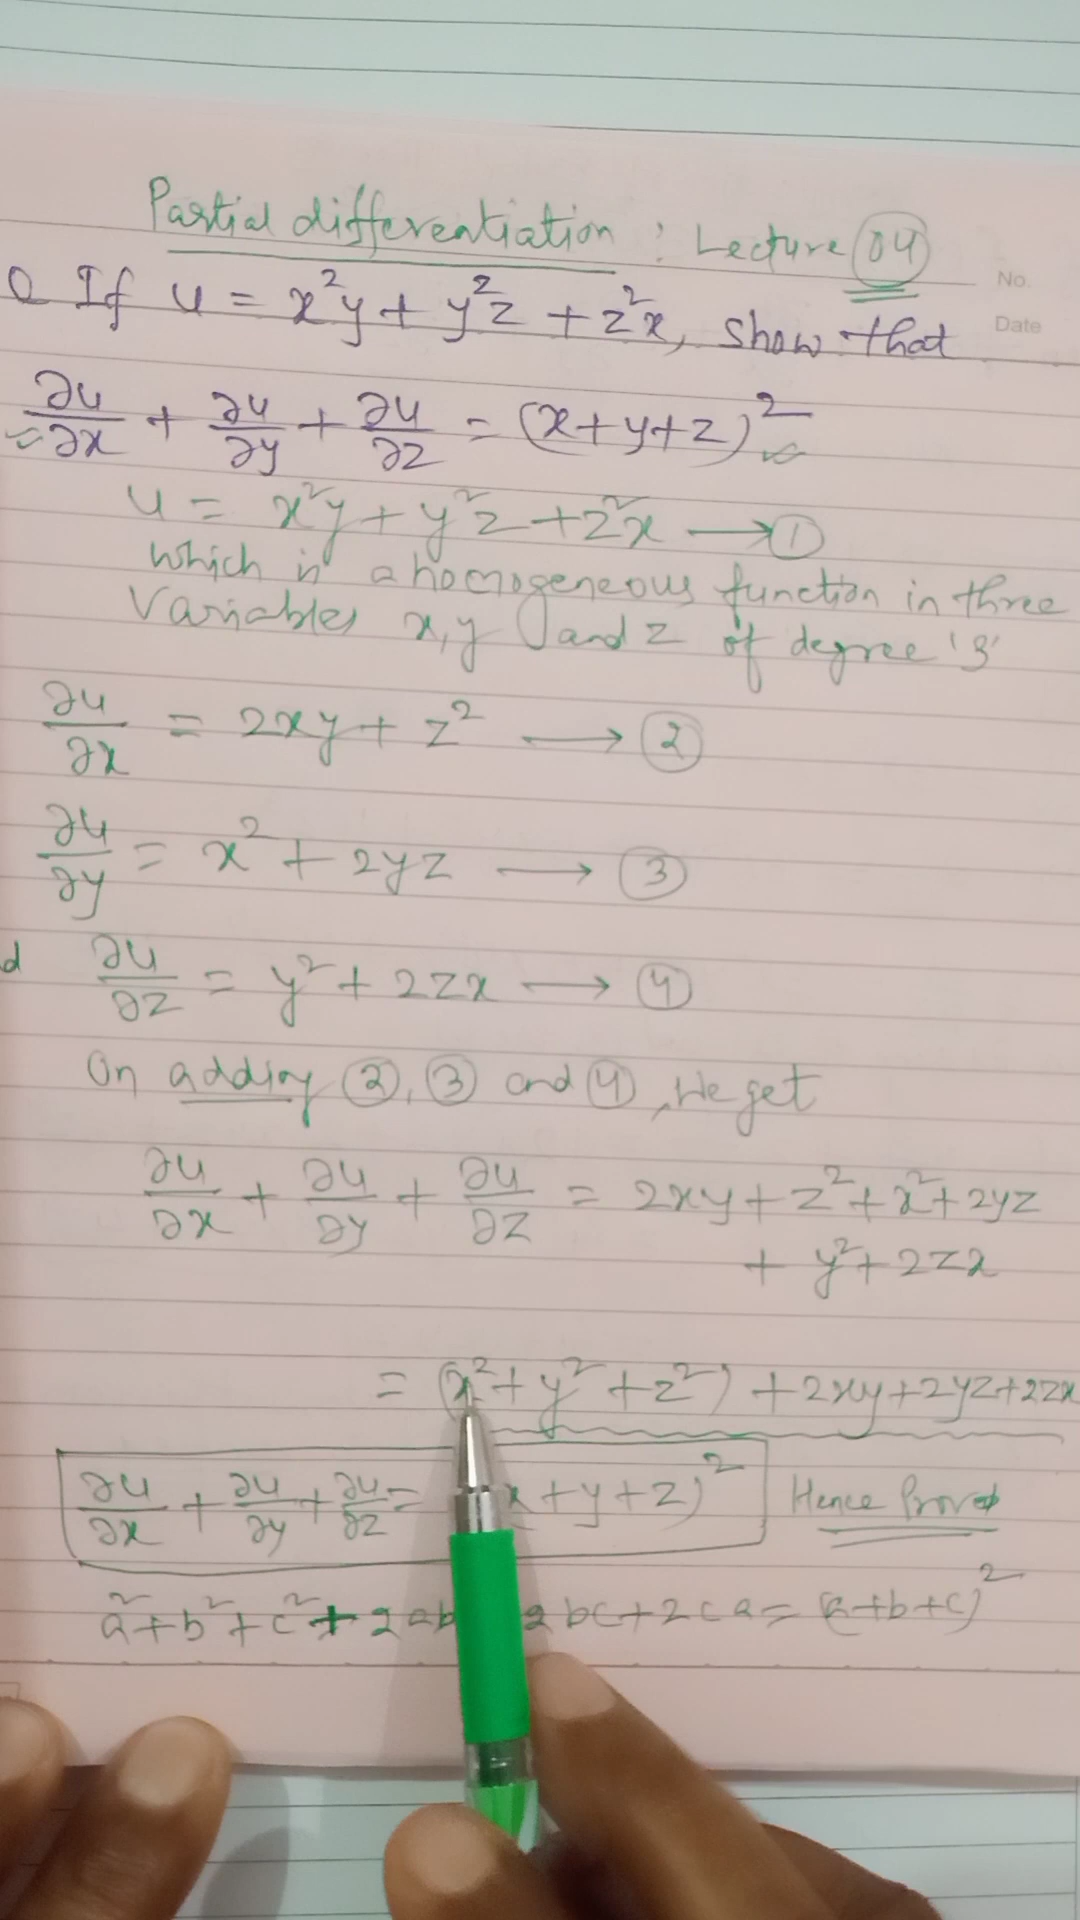 Partial differentiation : Lecture 04
No.
Q If u = x²y + y²z + z²x, show that
Date
∂u/∂x + ∂u/∂y + ∂u/∂z = (x+y+z)²
u = x²y + y²z + z²x → ①
which is a homogeneous function in three
Variables x, y and z of degree '3'
∂u/∂x = 2xy + z² → ②
∂u/∂y = x² + 2yz → ③
d ∂u/∂z = y² + 2zx → ④
On adding ②, ③ and ④, we get
∂u/∂x + ∂u/∂y + ∂u/∂z = 2xy + z² + x² + 2yz
+ y² + 2zx
= (x² + y² + z²) + 2xy + 2yz + 2zx
∂u/∂x + ∂u/∂y + ∂u/∂z = x + y + z)² Hence Proved
a² + b² + c² + 2ab 2bc + 2ca = (a+b+c)²